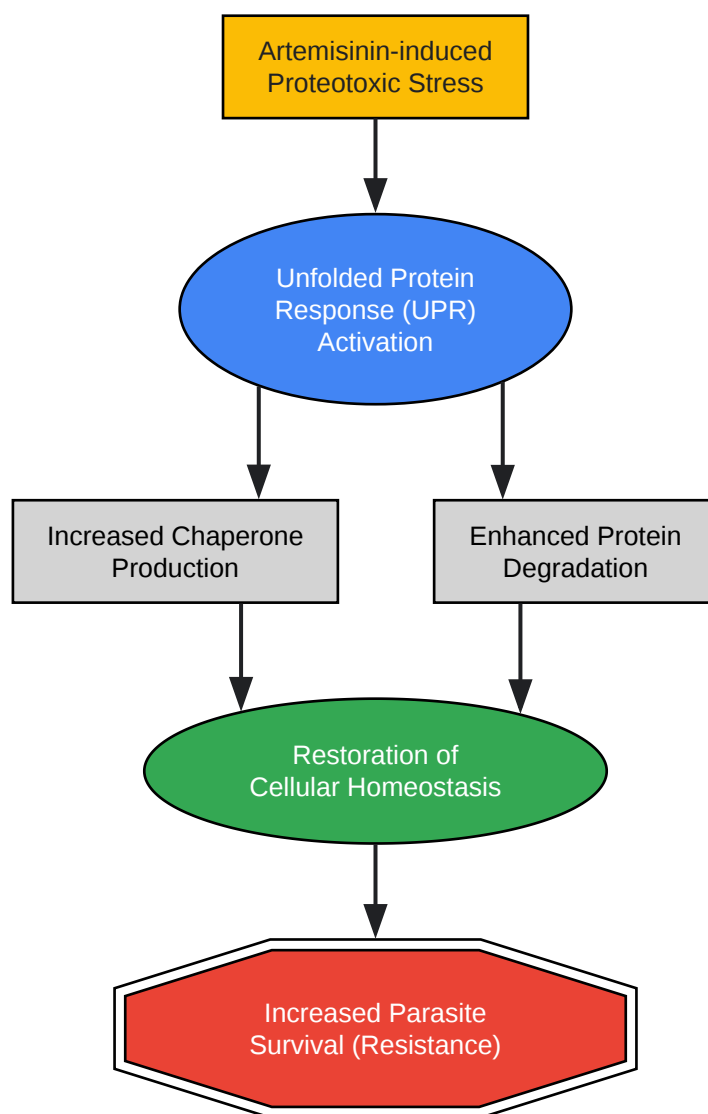 Artemisinin-induced
Proteotoxic Stress
Unfolded Protein
Response (UPR)
Activation
Increased Chaperone
Production
Enhanced Protein
Degradation
Restoration of
Cellular Homeostasis
Increased Parasite
Survival (Resistance)